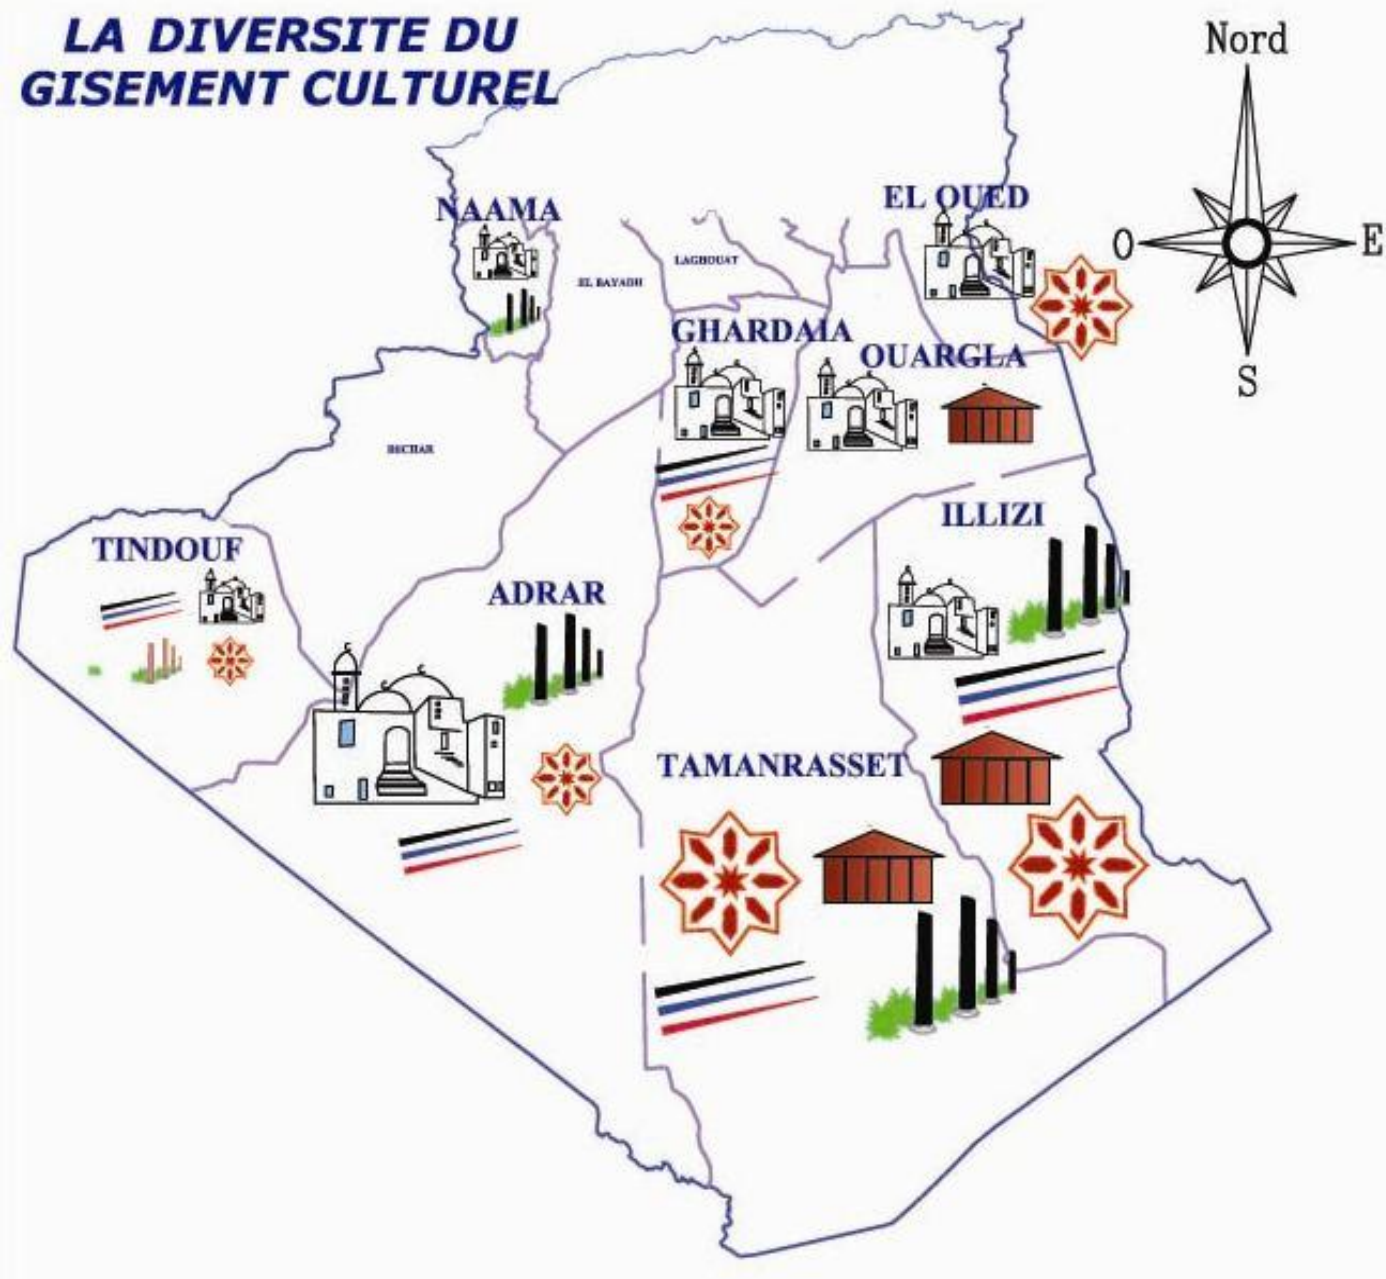 LA DIVERSITE DU
GISEMENT CULTUREL
Nord
NAAMA
EL OUED
O
E
LAGHOUAT
EL BAYADH
GHARDAIA
OUARGLA
S
BECHAR
ILLIZI
TINDOUF
ADRAR
TAMANRASSET